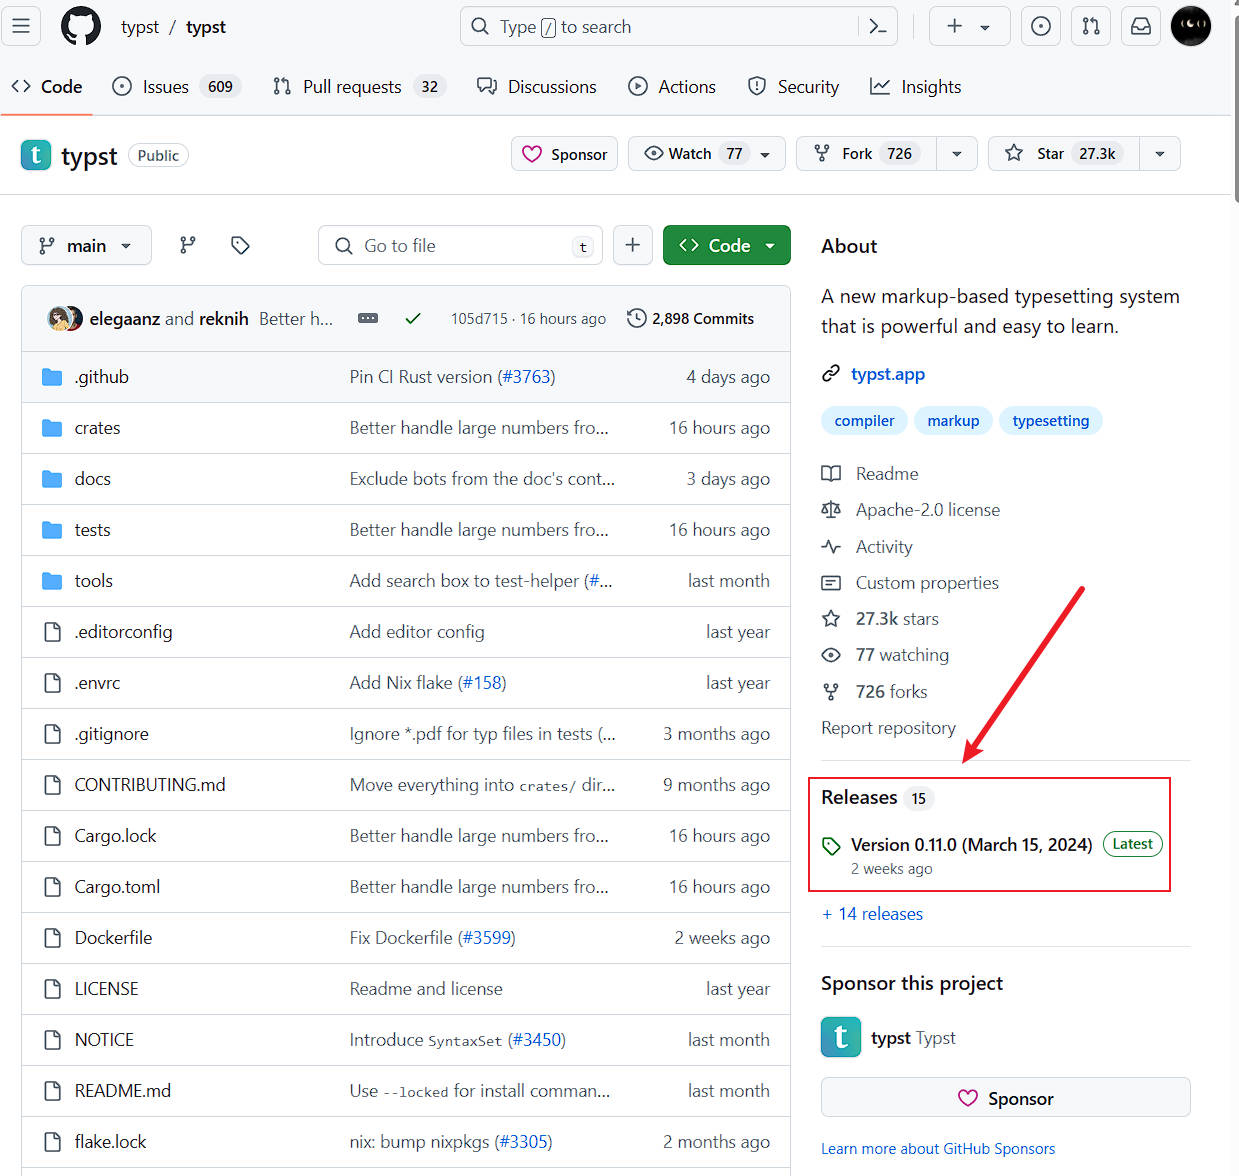 typst / typst
Type / to search
Code
Issues 609
Pull requests 32
Discussions
Actions
Security
Insights
t typst Public
Sponsor
Watch 77
Fork 726
Star 27.3k
main
Go to file t
Code
elegaanz and reknih Better h... 105d715 · 16 hours ago 2,898 Commits
.github Pin CI Rust version (#3763) 4 days ago
crates Better handle large numbers fro... 16 hours ago
docs Exclude bots from the doc's cont... 3 days ago
tests Better handle large numbers fro... 16 hours ago
tools Add search box to test-helper (#... last month
.editorconfig Add editor config last year
.envrc Add Nix flake (#158) last year
.gitignore Ignore *.pdf for typ files in tests (... 3 months ago
CONTRIBUTING.md Move everything into crates/ dir... 9 months ago
Cargo.lock Better handle large numbers fro... 16 hours ago
Cargo.toml Better handle large numbers fro... 16 hours ago
Dockerfile Fix Dockerfile (#3599) 2 weeks ago
LICENSE Readme and license last year
NOTICE Introduce SyntaxSet (#3450) last month
README.md Use --locked for install comman... last month
flake.lock nix: bump nixpkgs (#3305) 2 months ago
About
A new markup-based typesetting system
that is powerful and easy to learn.
typst.app
compiler markup typesetting
Readme
Apache-2.0 license
Activity
Custom properties
27.3k stars
77 watching
726 forks
Report repository
Releases 15
Version 0.11.0 (March 15, 2024) Latest
2 weeks ago
+ 14 releases
Sponsor this project
t typst Typst
Sponsor
Learn more about GitHub Sponsors